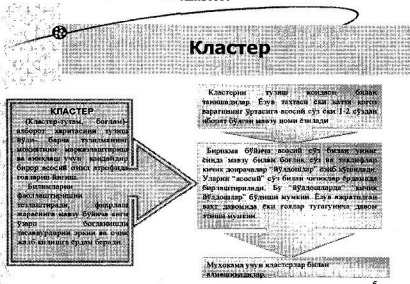 Кластер
КЛАСТЕР
(Кластер-тутам, боғлам)-
ахборот харитасини тузиш
йўли барча тузилманинг
моҳиятини марказлаштириш
ва аниқлаш учун қандайдир
бирор асосий омил атрофида
ғояларни йиғиш.
Билимларни
фаоллаштиришни
тезлаштиради, фикрлаш
жараёнига мавзу бўйича янги
ўзаро боғланишли
тасаввурларни эркин ва очиқ
жалб қилишга ёрдам беради.
Кластерни тузиш қоидаси билан
танишадилар. Ёзув тахтаси ёки катта қоғоз
варағининг ўртасига асосий сўз ёки 1-2 сўздан
иборат бўлган мавзу номи ёзилади
Бирикма бўйича асосий сўз билан унинг
ёнида мавзу билан боғлиқ сўз ва таклифлар
кичик доирачалар "йўлдошлар" ёзиб қўшилади.
Уларни "асосий" сўз билан чизиқлар ёрдамида
бирлаштирилади. Бу "йўлдошларда" кичик
йўлдошлар" бўлиши мумкин. Ёзув ажратилган
вақт давомида ёки ғоялар тугагунича давом
этиши мумкин.
Муҳокама учун кластерлар билан
алмашинадилар.